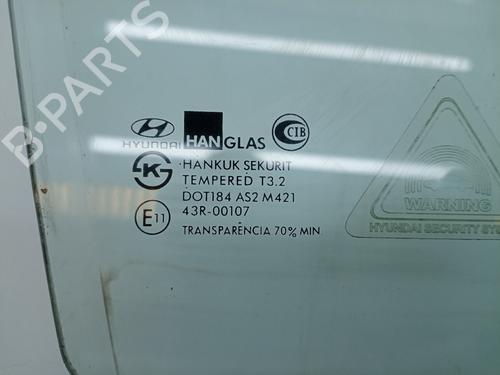 B-PARTS
HYUNDAI HANGLAS CIB
HANKUK SEKURIT
TEMPERED T3.2
DOT184 AS2 M421
E11 43R-00107
TRANSPARÊNCIA 70% MIN
WARNING
HYUNDAI SECURITY